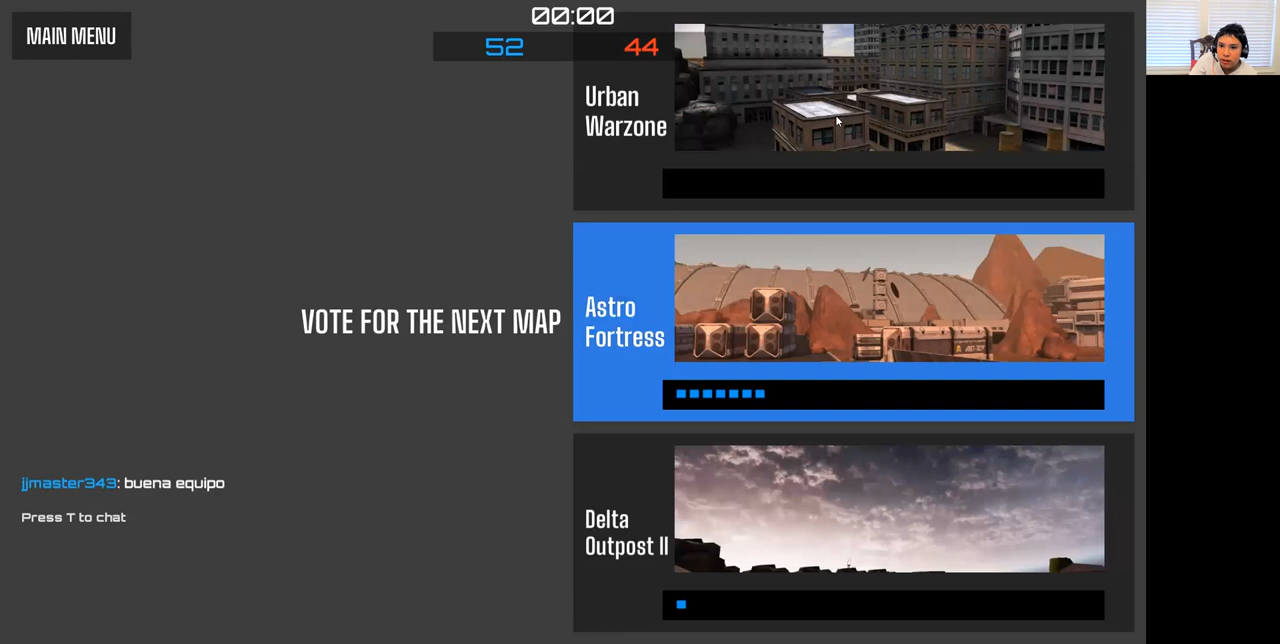 MAIN MENU
00:00
52 44
Urban
Warzone
VOTE FOR THE NEXT MAP
Astro
Fortress
Delta
Outpost II
jjmaster343: buena equipo
Press T to chat